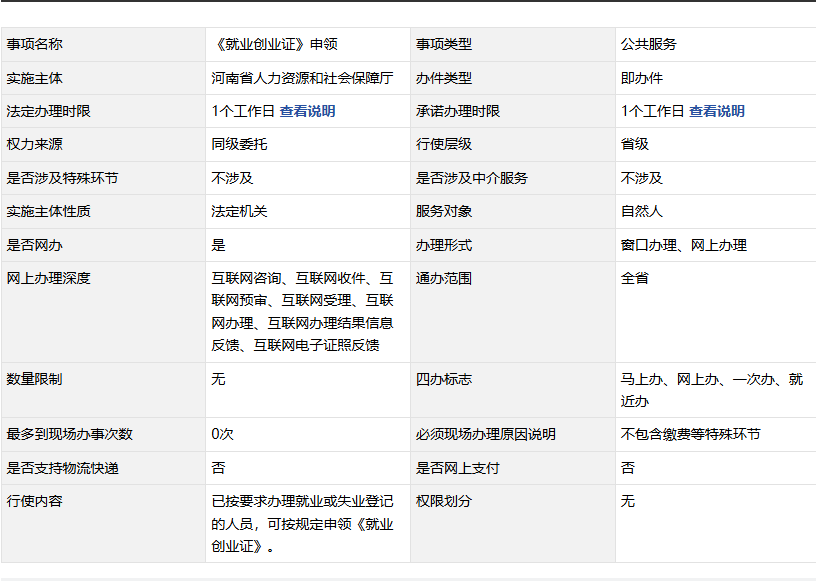 事项名称 《就业创业证》申领 事项类型 公共服务
实施主体 河南省人力资源和社会保障厅 办件类型 即办件
法定办理时限 1个工作日 查看说明 承诺办理时限 1个工作日 查看说明
权力来源 同级委托 行使层级 省级
是否涉及特殊环节 不涉及 是否涉及中介服务 不涉及
实施主体性质 法定机关 服务对象 自然人
是否网办 是 办理形式 窗口办理、网上办理
网上办理深度 互联网咨询、互联网收件、互 通办范围 全省
联网预审、互联网受理、互联
网办理、互联网办理结果信息
反馈、互联网电子证照反馈
数量限制 无 四办标志 马上办、网上办、一次办、就
近办
最多到现场办事次数 0次 必须现场办理原因说明 不包含缴费等特殊环节
是否支持物流快递 否 是否网上支付 否
行使内容 已按要求办理就业或失业登记 权限划分 无
的人员，可按规定申领《就业
创业证》。